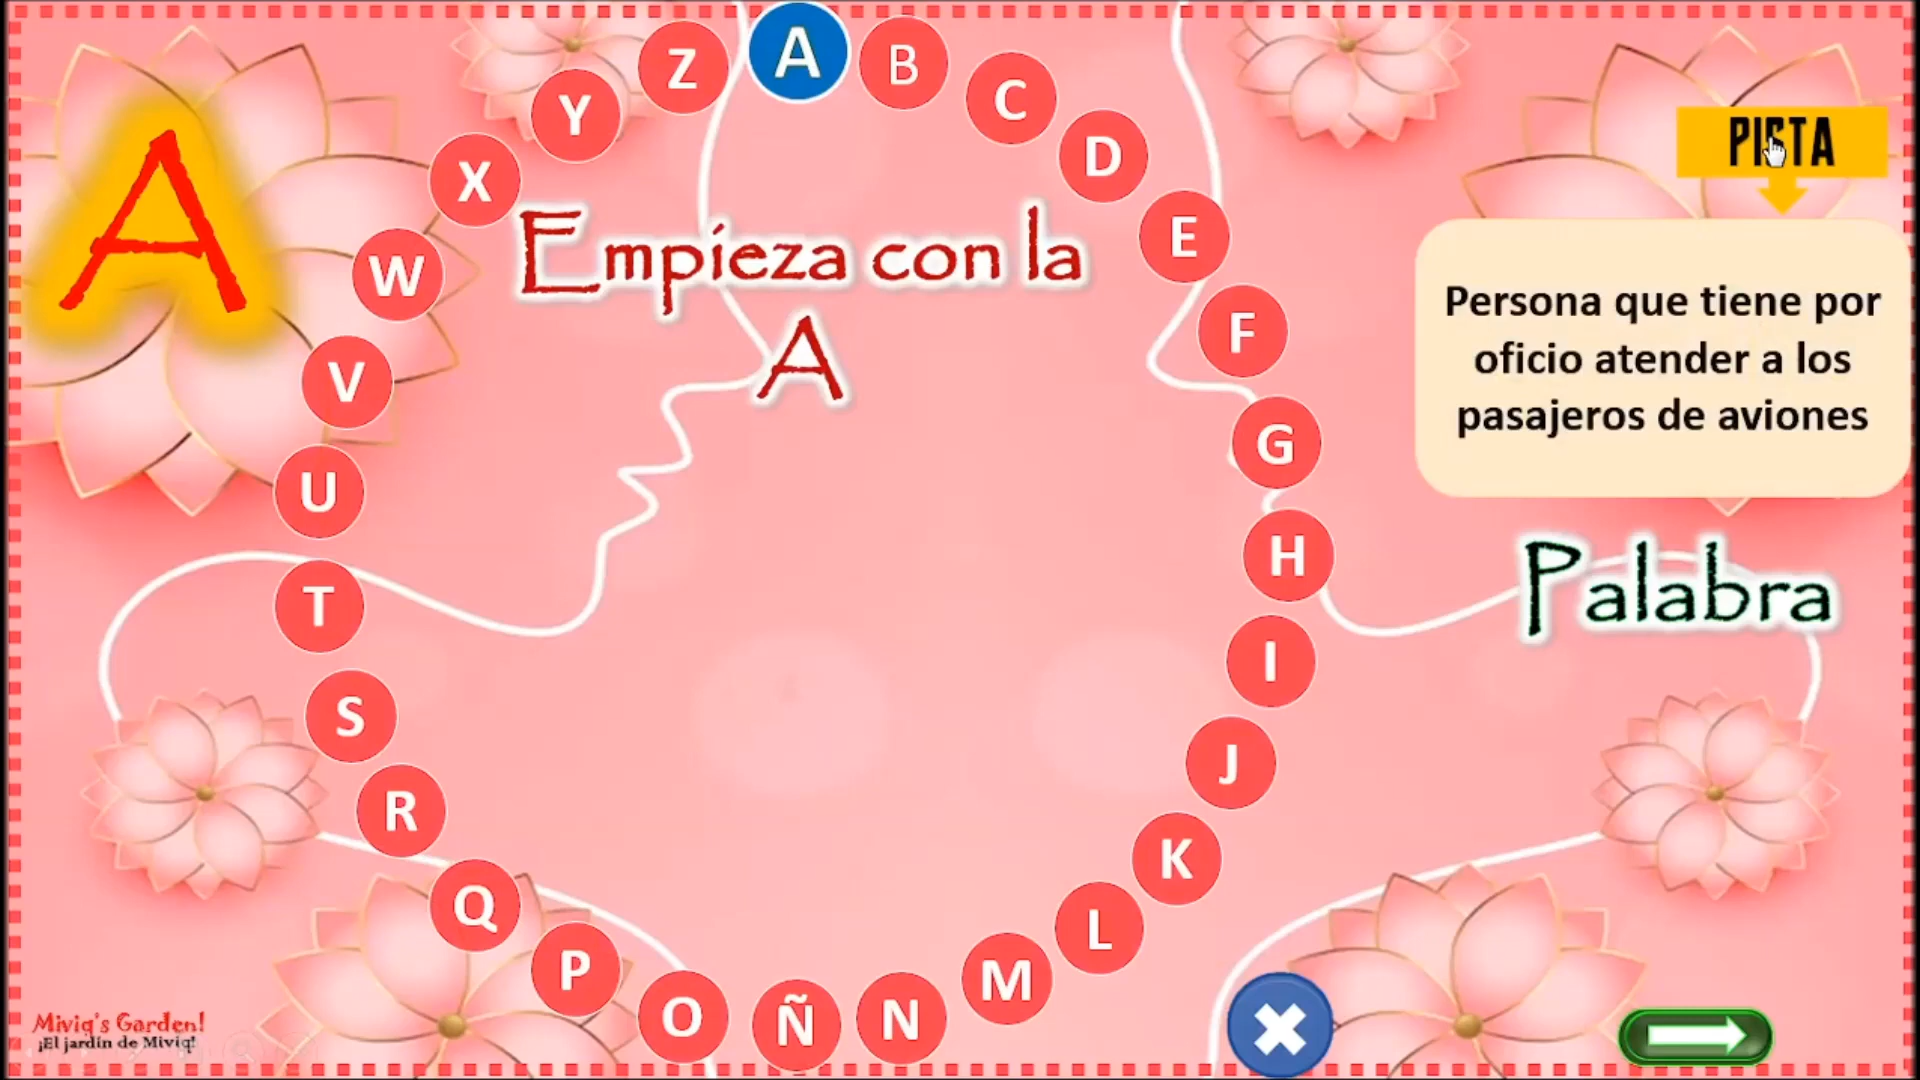 A
A
B
C
D
E
F
G
H
I
J
K
L
M
N
Ñ
O
P
Q
R
S
T
U
V
W
X
Y
Z
Empieza con la
A
PISTA
Persona que tiene por
oficio atender a los
pasajeros de aviones
Palabra
Miviq's Garden!
¡El jardín de Miviq!